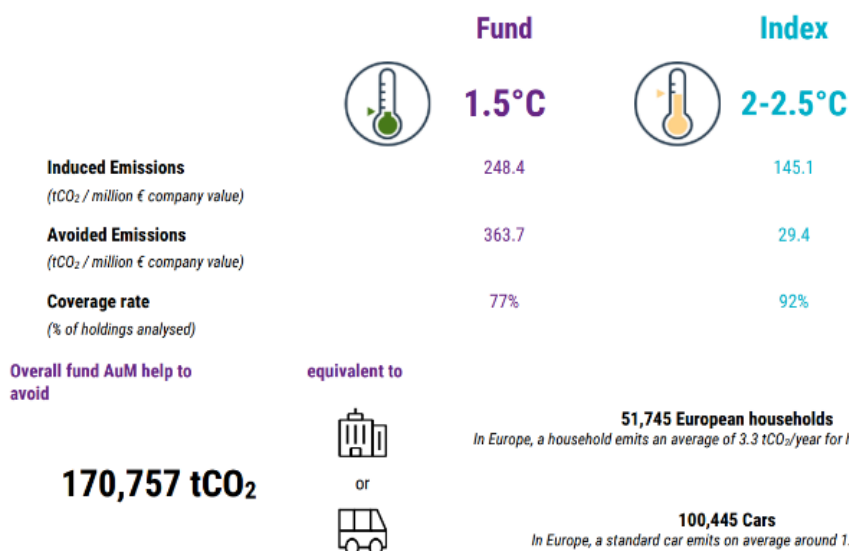 Fund Index
1.5°C 2-2.5°C
Induced Emissions 248.4 145.1
(tCO₂ / million € company value)
Avoided Emissions 363.7 29.4
(tCO₂ / million € company value)
Coverage rate 77% 92%
(% of holdings analysed)
Overall fund AuM help to equivalent to
avoid
51,745 European households
In Europe, a household emits an average of 3.3 tCO₂/year for
170,757 tCO₂ or
100,445 Cars
In Europe, a standard car emits on average around